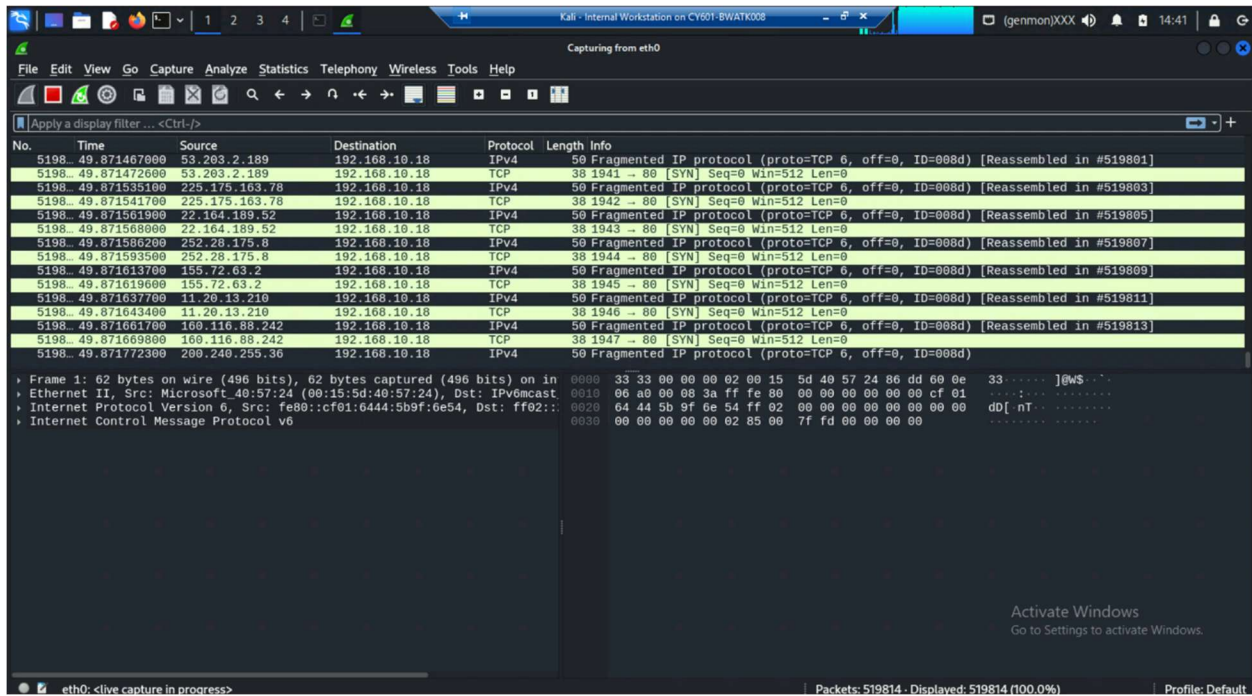 1 2 3 4 Kali - Internal Workstation on CY601-BWATK008 (genmon)XXX 14:41
Capturing from eth0
File Edit View Go Capture Analyze Statistics Telephony Wireless Tools Help
Apply a display filter … <Ctrl-/>
No. Time Source Destination Protocol Length Info
5198… 49.871467000 53.203.2.189 192.168.10.18 IPv4 50 Fragmented IP protocol (proto=TCP 6, off=0, ID=008d) [Reassembled in #519801]
5198… 49.871472600 53.203.2.189 192.168.10.18 TCP 38 1941 → 80 [SYN] Seq=0 Win=512 Len=0
5198… 49.871535100 225.175.163.78 192.168.10.18 IPv4 50 Fragmented IP protocol (proto=TCP 6, off=0, ID=008d) [Reassembled in #519803]
5198… 49.871541700 225.175.163.78 192.168.10.18 TCP 38 1942 → 80 [SYN] Seq=0 Win=512 Len=0
5198… 49.871561900 22.164.189.52 192.168.10.18 IPv4 50 Fragmented IP protocol (proto=TCP 6, off=0, ID=008d) [Reassembled in #519805]
5198… 49.871568000 22.164.189.52 192.168.10.18 TCP 38 1943 → 80 [SYN] Seq=0 Win=512 Len=0
5198… 49.871586200 252.28.175.8 192.168.10.18 IPv4 50 Fragmented IP protocol (proto=TCP 6, off=0, ID=008d) [Reassembled in #519807]
5198… 49.871593500 252.28.175.8 192.168.10.18 TCP 38 1944 → 80 [SYN] Seq=0 Win=512 Len=0
5198… 49.871613700 155.72.63.2 192.168.10.18 IPv4 50 Fragmented IP protocol (proto=TCP 6, off=0, ID=008d) [Reassembled in #519809]
5198… 49.871619600 155.72.63.2 192.168.10.18 TCP 38 1945 → 80 [SYN] Seq=0 Win=512 Len=0
5198… 49.871637700 11.20.13.210 192.168.10.18 IPv4 50 Fragmented IP protocol (proto=TCP 6, off=0, ID=008d) [Reassembled in #519811]
5198… 49.871643400 11.20.13.210 192.168.10.18 TCP 38 1946 → 80 [SYN] Seq=0 Win=512 Len=0
5198… 49.871661700 160.116.88.242 192.168.10.18 IPv4 50 Fragmented IP protocol (proto=TCP 6, off=0, ID=008d) [Reassembled in #519813]
5198… 49.871669800 160.116.88.242 192.168.10.18 TCP 38 1947 → 80 [SYN] Seq=0 Win=512 Len=0
5198… 49.871772300 200.240.255.36 192.168.10.18 IPv4 50 Fragmented IP protocol (proto=TCP 6, off=0, ID=008d)
Frame 1: 62 bytes on wire (496 bits), 62 bytes captured (496 bits) on in
Ethernet II, Src: Microsoft_40:57:24 (00:15:5d:40:57:24), Dst: IPv6mcast
Internet Protocol Version 6, Src: fe80::cf01:6444:5b9f:6e54, Dst: ff02::
Internet Control Message Protocol v6
0000 33 33 00 00 00 02 00 15 5d 40 57 24 86 dd 60 0e 33······ ]@W$··`·
0010 06 a0 00 08 3a ff fe 80 00 00 00 00 00 00 cf 01 ····:··· ········
0020 64 44 5b 9f 6e 54 ff 02 00 00 00 00 00 00 00 00 dD[·nT·· ········
0030 00 00 00 00 00 02 85 00 7f fd 00 00 00 00 ········ ······
Activate Windows
Go to Settings to activate Windows.
eth0: <live capture in progress> Packets: 519814 · Displayed: 519814 (100.0%) Profile: Default